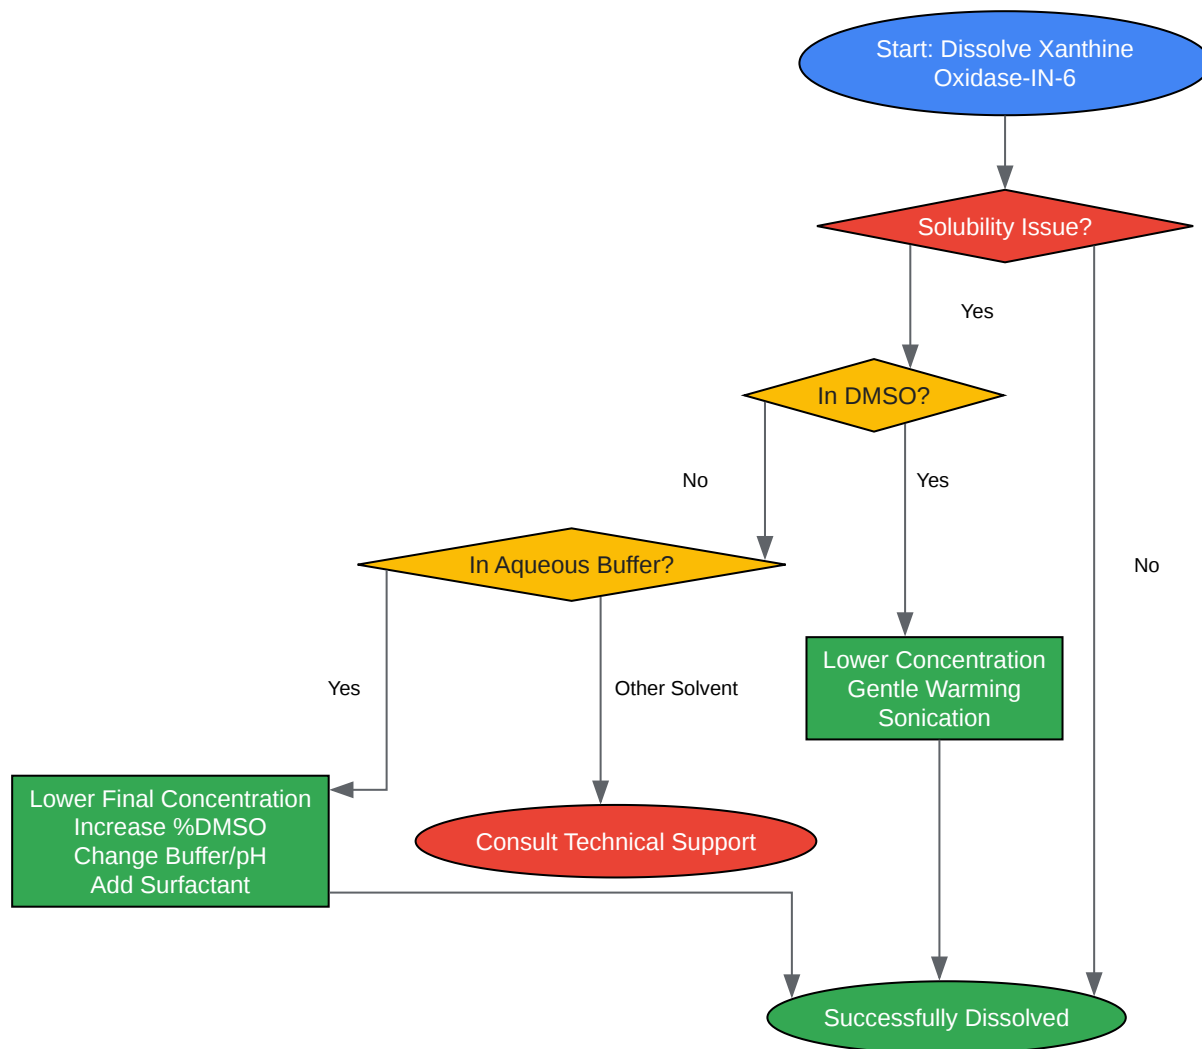 Start: Dissolve Xanthine
Oxidase-IN-6
Solubility Issue?
Yes
In DMSO?
No
Yes
In Aqueous Buffer?
No
Lower Concentration
Gentle Warming
Sonication
Yes
Other Solvent
Lower Final Concentration
Increase %DMSO
Change Buffer/pH
Add Surfactant
Consult Technical Support
Successfully Dissolved